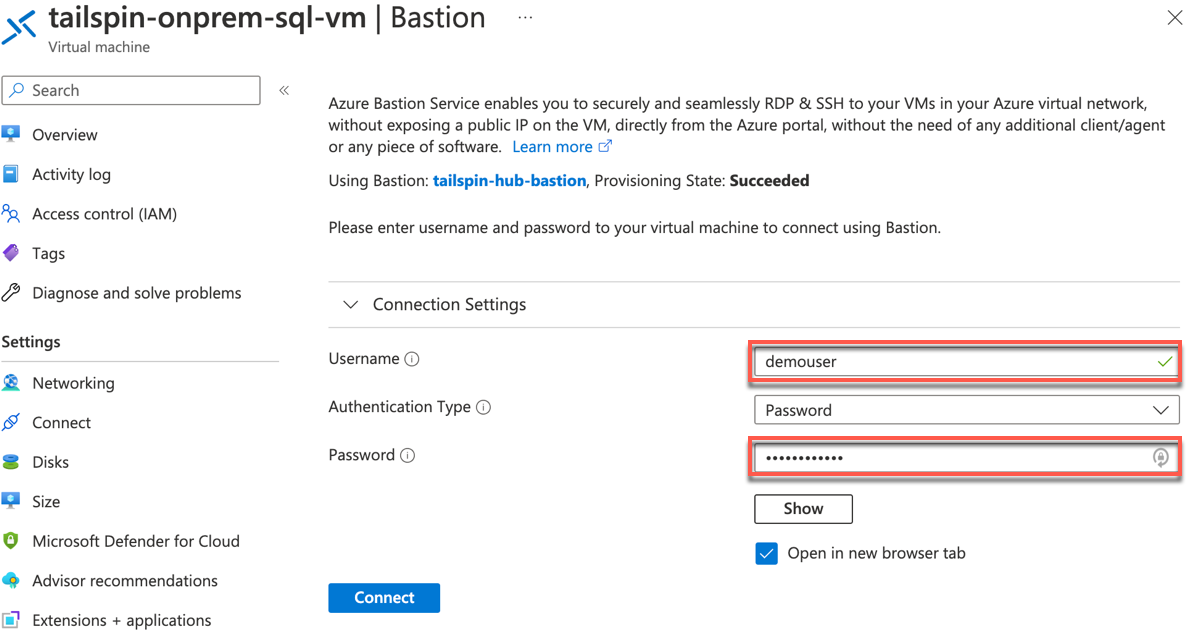 tailspin-onprem-sql-vm | Bastion ...
Virtual machine
Search «
Overview
Activity log
Access control (IAM)
Tags
Diagnose and solve problems
Settings
Networking
Connect
Disks
Size
Microsoft Defender for Cloud
Advisor recommendations
Extensions + applications
Azure Bastion Service enables you to securely and seamlessly RDP & SSH to your VMs in your Azure virtual network,
without exposing a public IP on the VM, directly from the Azure portal, without the need of any additional client/agent
or any piece of software. Learn more
Using Bastion: tailspin-hub-bastion, Provisioning State: Succeeded
Please enter username and password to your virtual machine to connect using Bastion.
Connection Settings
Username
demouser
Authentication Type
Password
Password
••••••••••••
Show
Open in new browser tab
Connect